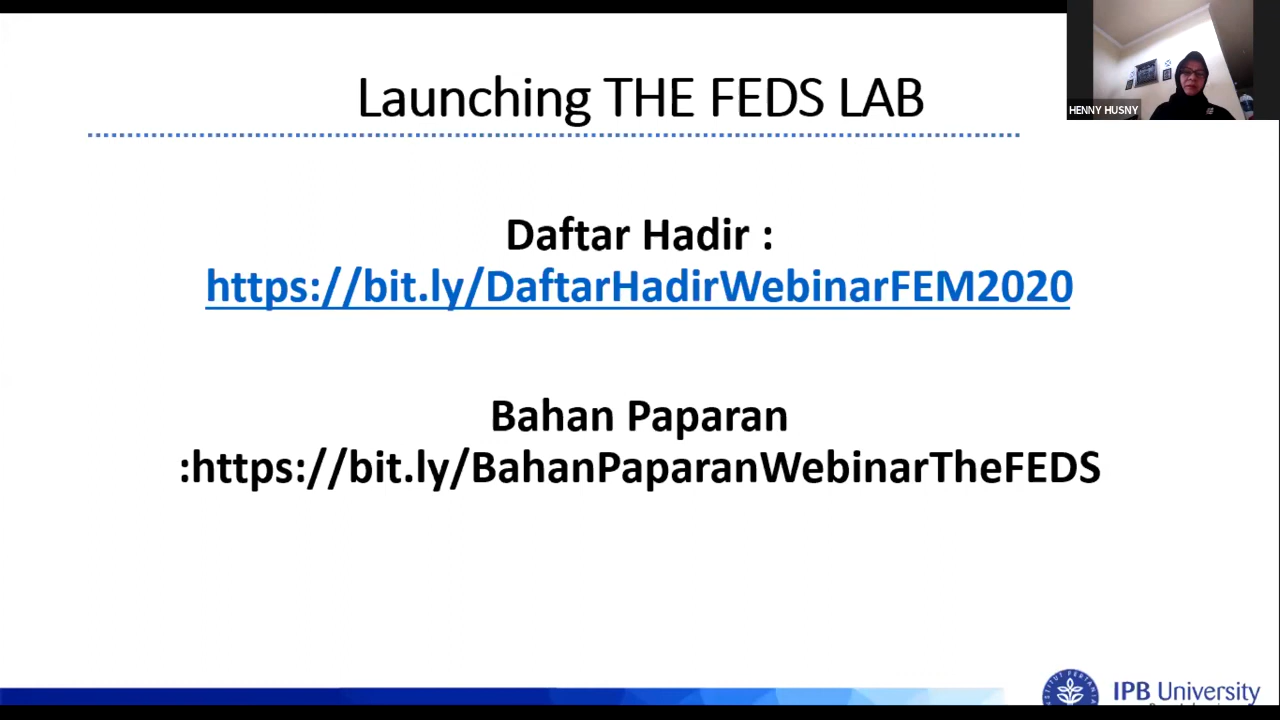 Launching THE FEDS LAB
HENNY HUSNY
Daftar Hadir :
https://bit.ly/DaftarHadirWebinarFEM2020
Bahan Paparan
:https://bit.ly/BahanPaparanWebinarTheFEDS
IPB University